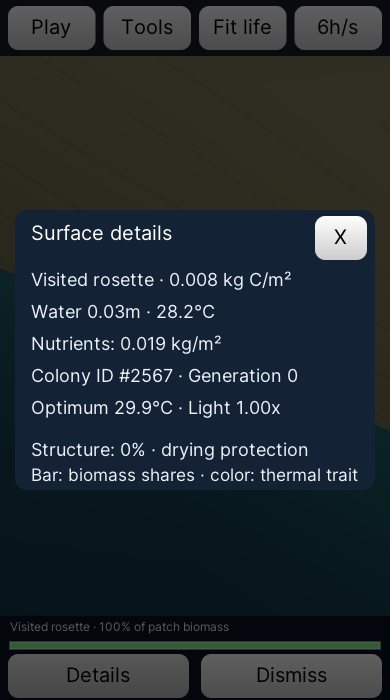 Play Tools Fit life 6h/s
Surface details X
Visited rosette · 0.008 kg C/m²
Water 0.03m · 28.2°C
Nutrients: 0.019 kg/m²
Colony ID #2567 · Generation 0
Optimum 29.9°C · Light 1.00x
Structure: 0% · drying protection
Bar: biomass shares · color: thermal trait
Visited rosette · 100% of patch biomass
Details Dismiss